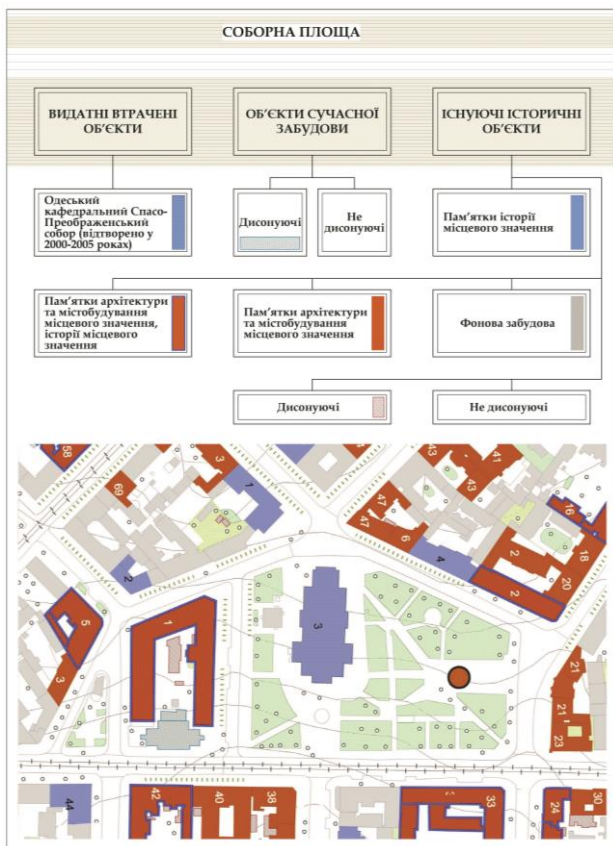 СОБОРНА ПЛОЩА
ВИДАТНІ ВТРАЧЕНІ
ОБ’ЄКТИ
ОБ’ЄКТИ СУЧАСНОЇ
ЗАБУДОВИ
ІСНУЮЧІ ІСТОРИЧНІ
ОБ’ЄКТИ
Одеський
кафедральний Спасо-
Преображенський
собор (відтворено у
2000-2005 роках)
Дисонуючі
Не
дисонуючі
Пам’ятки історії
місцевого значення
Пам’ятки архітектури
та містобудування
місцевого значення,
історії місцевого
значення
Пам’ятки архітектури
та містобудування
місцевого значення
Фонова забудова
Дисонуючі
Не дисонуючі
58
69
3
1
2
43
41
43
47
47
6
4
2
2
16
18
20
5
3
1
3
21
21
23
44
42
40
38
33
24
30